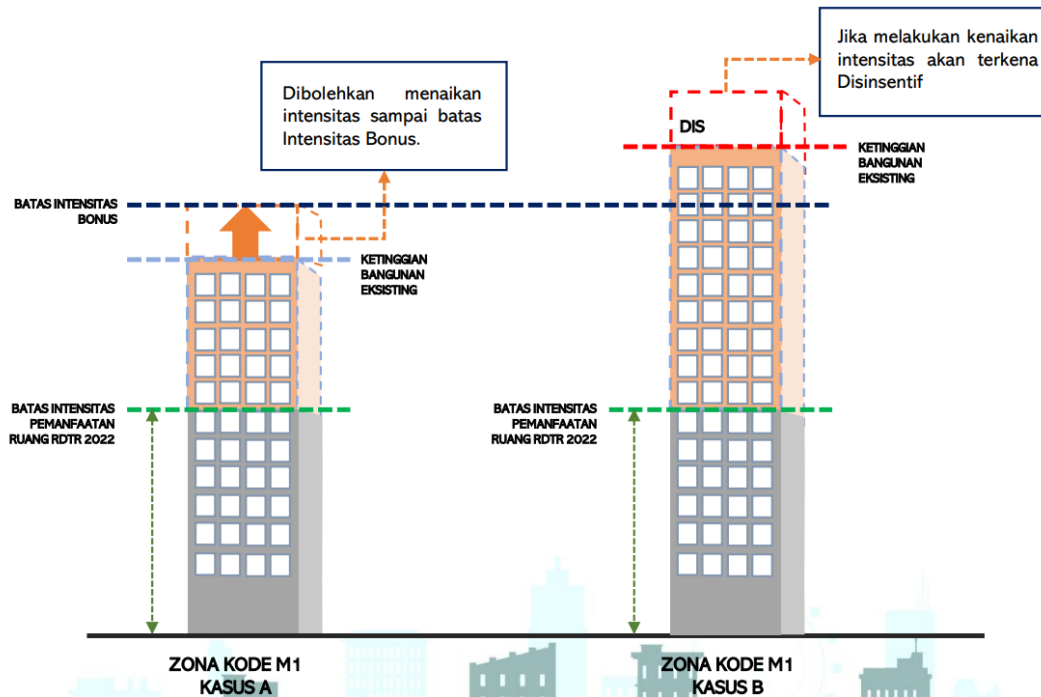 Jika melakukan kenaikan
intensitas akan terkena
Disinsentif
Dibolehkan menaikan
intensitas sampai batas
Intensitas Bonus.
DIS
KETINGGIAN
BANGUNAN
EKSISTING
BATAS INTENSITAS
BONUS
KETINGGIAN
BANGUNAN
EKSISTING
BATAS INTENSITAS
PEMANFAATAN
RUANG RDTR 2022
BATAS INTENSITAS
PEMANFAATAN
RUANG RDTR 2022
ZONA KODE M1
KASUS A
ZONA KODE M1
KASUS B